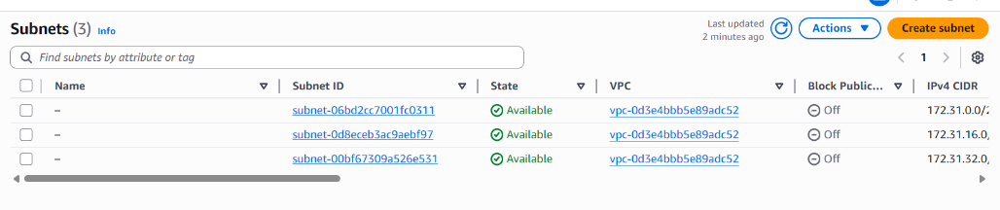 Subnets (3) Info
Last updated
2 minutes ago
Actions
Create subnet
Find subnets by attribute or tag
1
Name Subnet ID State VPC Block Public... IPv4 CIDR
– subnet-06bd2cc7001fc0311 Available vpc-0d3e4bbb5e89adc52 Off 172.31.0.0/2
– subnet-0d8eceb3ac9aebf97 Available vpc-0d3e4bbb5e89adc52 Off 172.31.16.0/
– subnet-00bf67309a526e531 Available vpc-0d3e4bbb5e89adc52 Off 172.31.32.0/